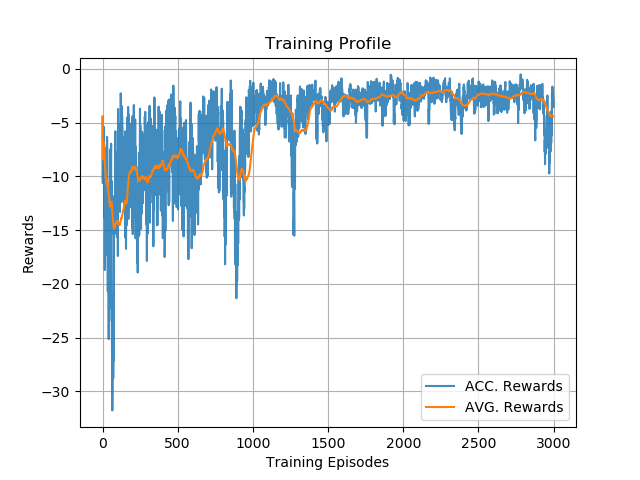 Training Profile
0
−5
−10
−15
−20
−25
−30
Rewards
ACC. Rewards
AVG. Rewards
0 500 1000 1500 2000 2500 3000
Training Episodes